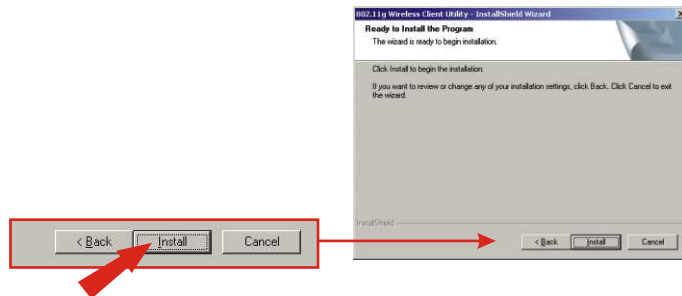 802.11g Wireless Client Utility - InstallShield Wizard
Ready to Install the Program
The wizard is ready to begin installation.
Click Install to begin the installation.
If you want to review or change any of your installation settings, click Back. Click Cancel to exit
the wizard.
InstallShield
< Back Install Cancel
< Back Install Cancel